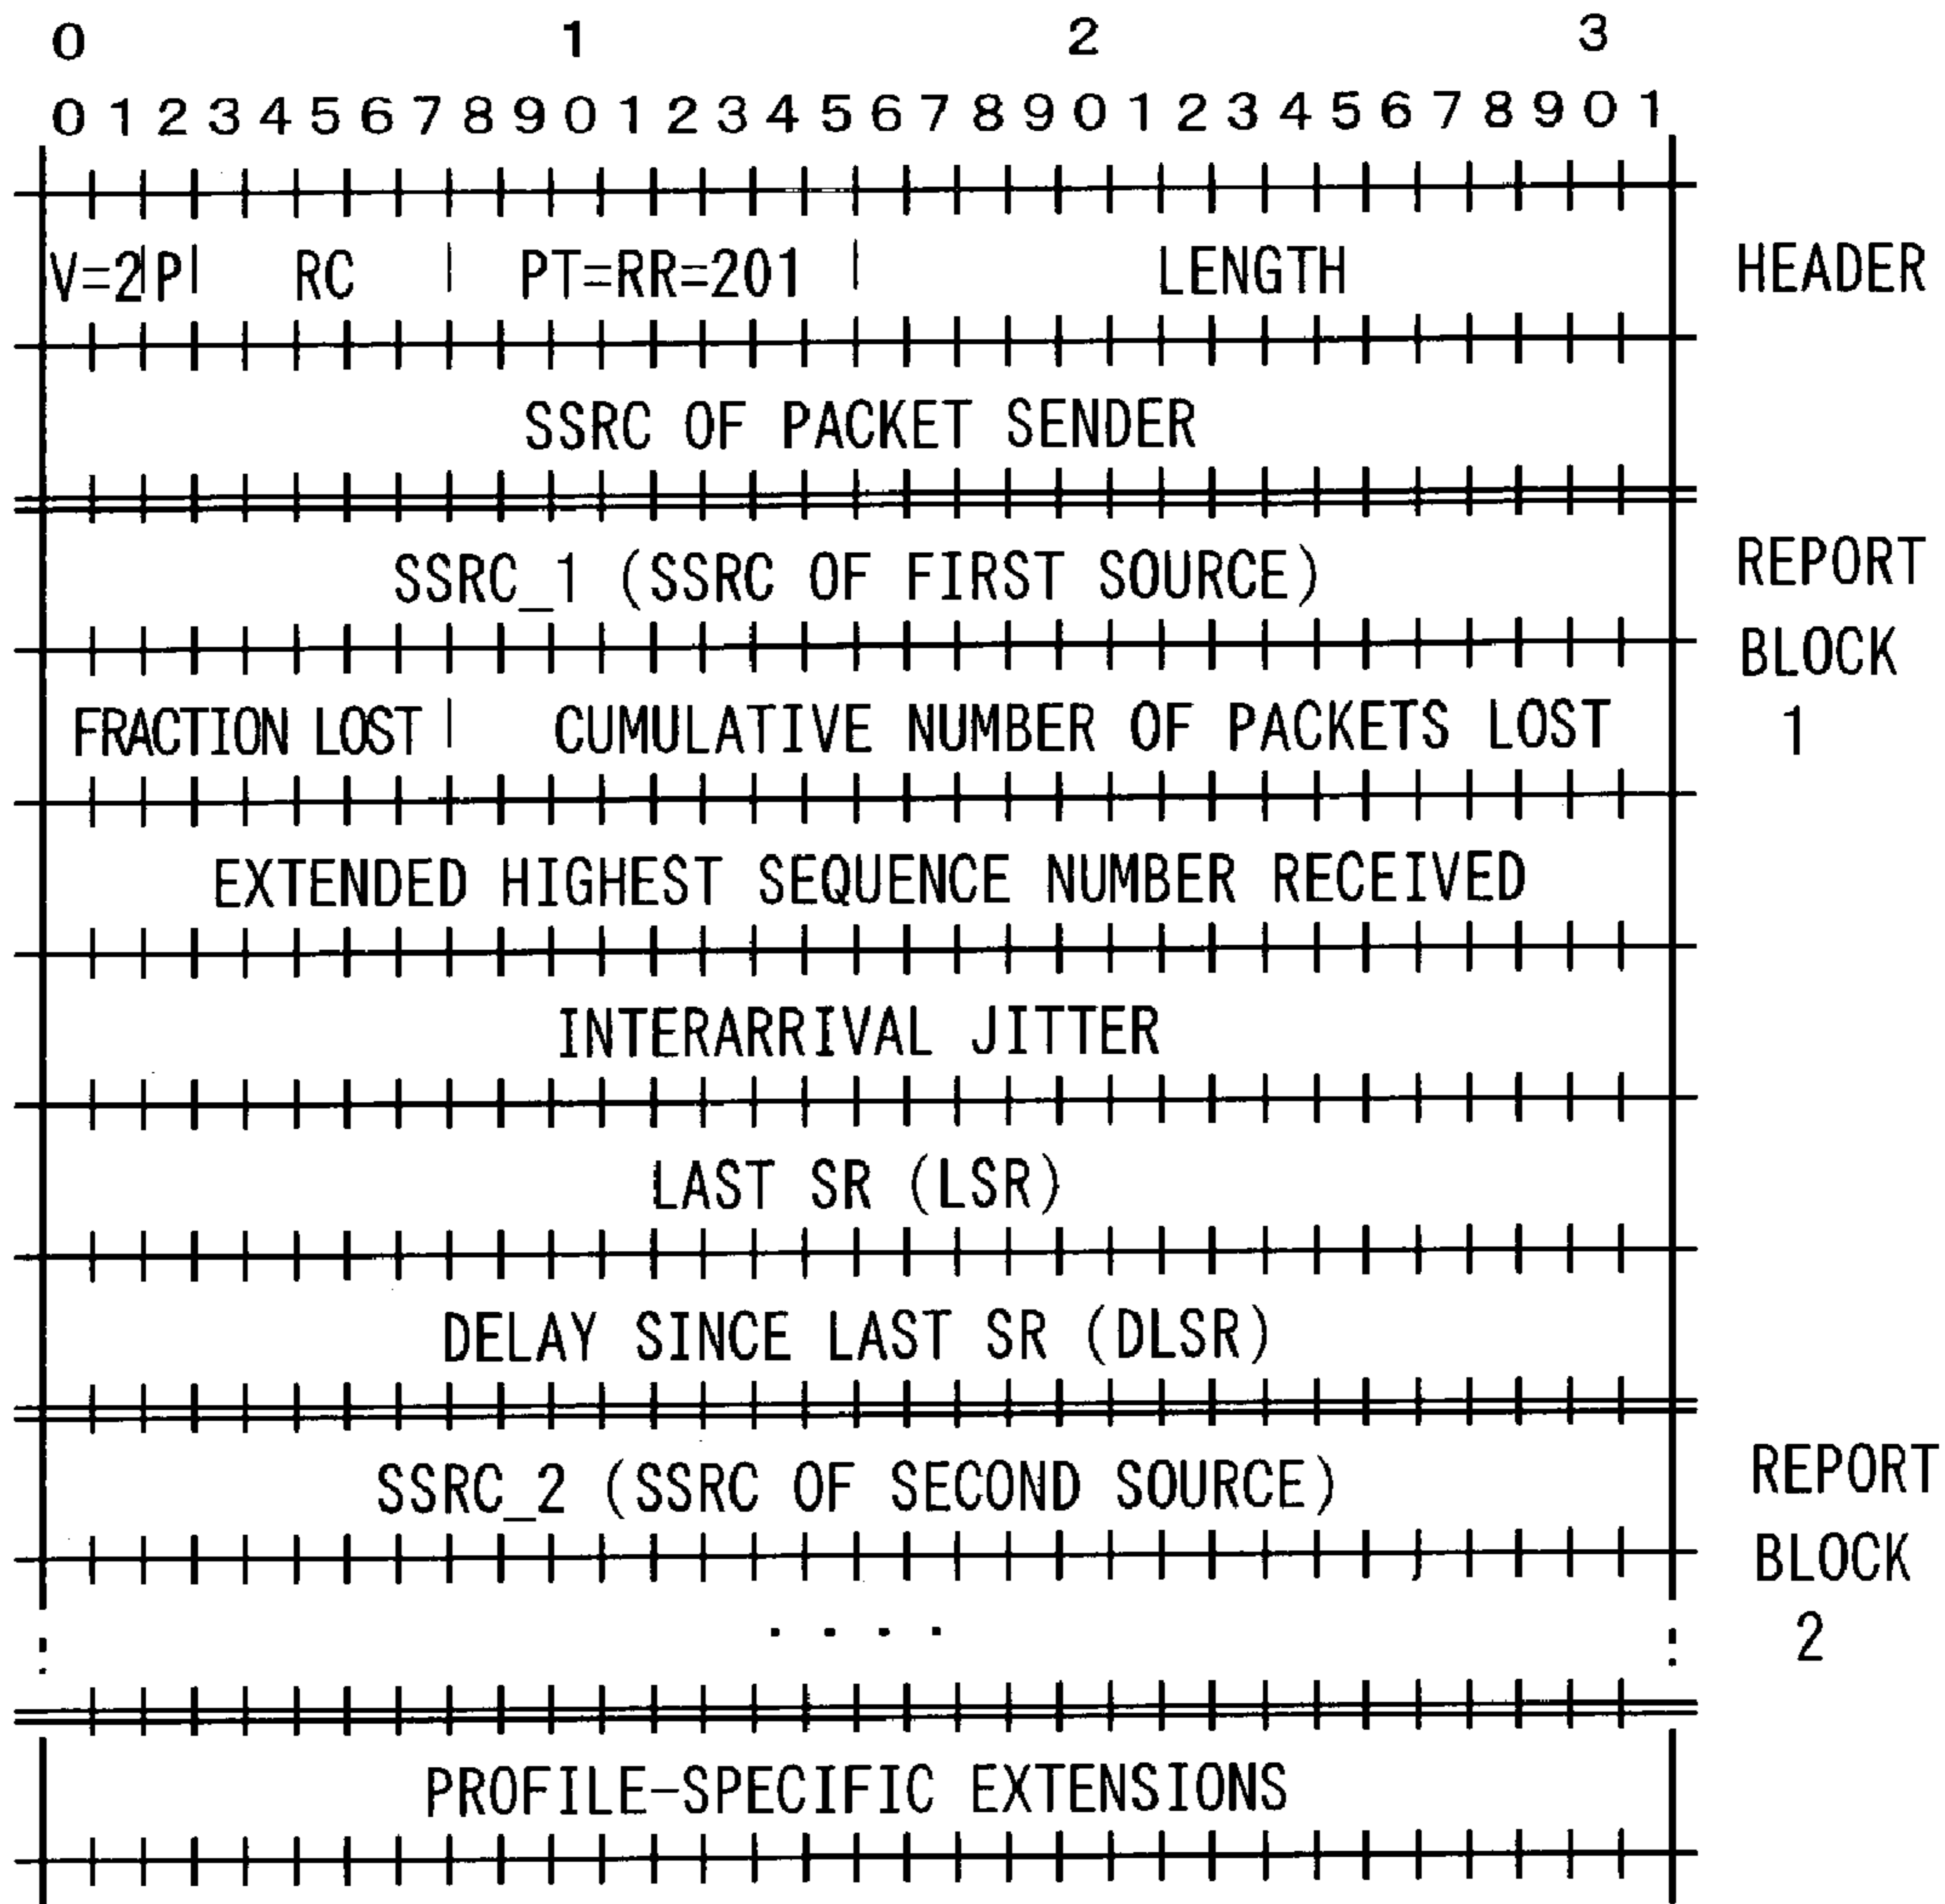 0 1 2 3
0 1 2 3 4 5 6 7 8 9 0 1 2 3 4 5 6 7 8 9 0 1 2 3 4 5 6 7 8 9 0 1
V=2|P| RC | PT=RR=201 | LENGTH HEADER
SSRC OF PACKET SENDER
SSRC_1 (SSRC OF FIRST SOURCE) REPORT
BLOCK
FRACTION LOST | CUMULATIVE NUMBER OF PACKETS LOST 1
EXTENDED HIGHEST SEQUENCE NUMBER RECEIVED
INTERARRIVAL JITTER
LAST SR (LSR)
DELAY SINCE LAST SR (DLSR)
SSRC_2 (SSRC OF SECOND SOURCE) REPORT
BLOCK
: .... : 2
PROFILE-SPECIFIC EXTENSIONS